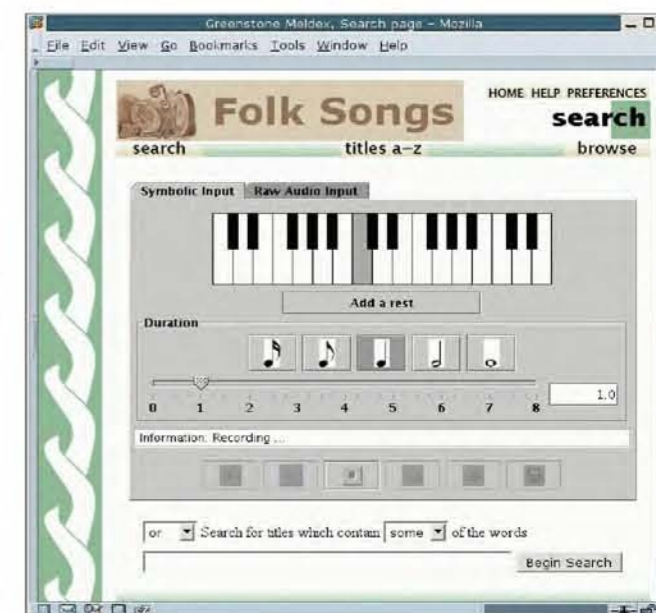 Greenstone Meldex, Search page – Mozilla
File Edit View Go Bookmarks Tools Window Help
Folk Songs
HOME HELP PREFERENCES
search
search titles a–z browse
Symbolic Input Raw Audio Input
Add a rest
Duration
1.0
0 1 2 3 4 5 6 7 8
Information: Recording ...
or Search for titles which contain some of the words
Begin Search